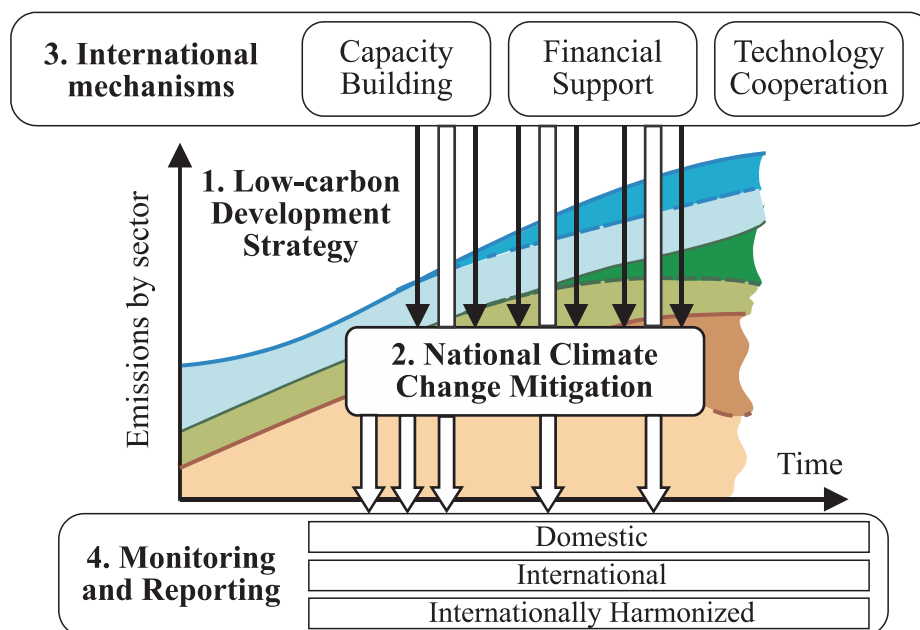 3. International
mechanisms
Capacity
Building
Financial
Support
Technology
Cooperation
1. Low-carbon
Development
Strategy
Emissions by sector
2. National Climate
Change Mitigation
Time
4. Monitoring
and Reporting
Domestic
International
Internationally Harmonized